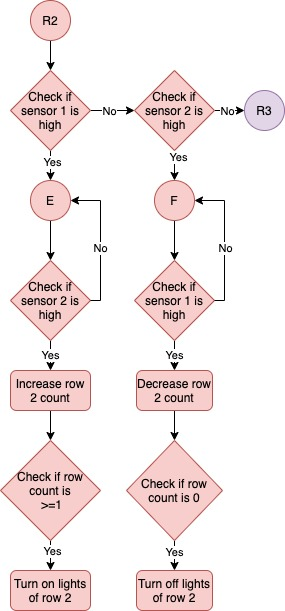 R2
Check if
sensor 1 is
high
No
Check if
sensor 2 is
high
No
R3
Yes
Yes
E
F
No
No
Check if
sensor 2 is
high
Check if
sensor 1 is
high
Yes
Yes
Increase row
2 count
Decrease row
2 count
Check if row
count is
>=1
Check if row
count is 0
Yes
Yes
Turn on lights
of row 2
Turn off lights
of row 2